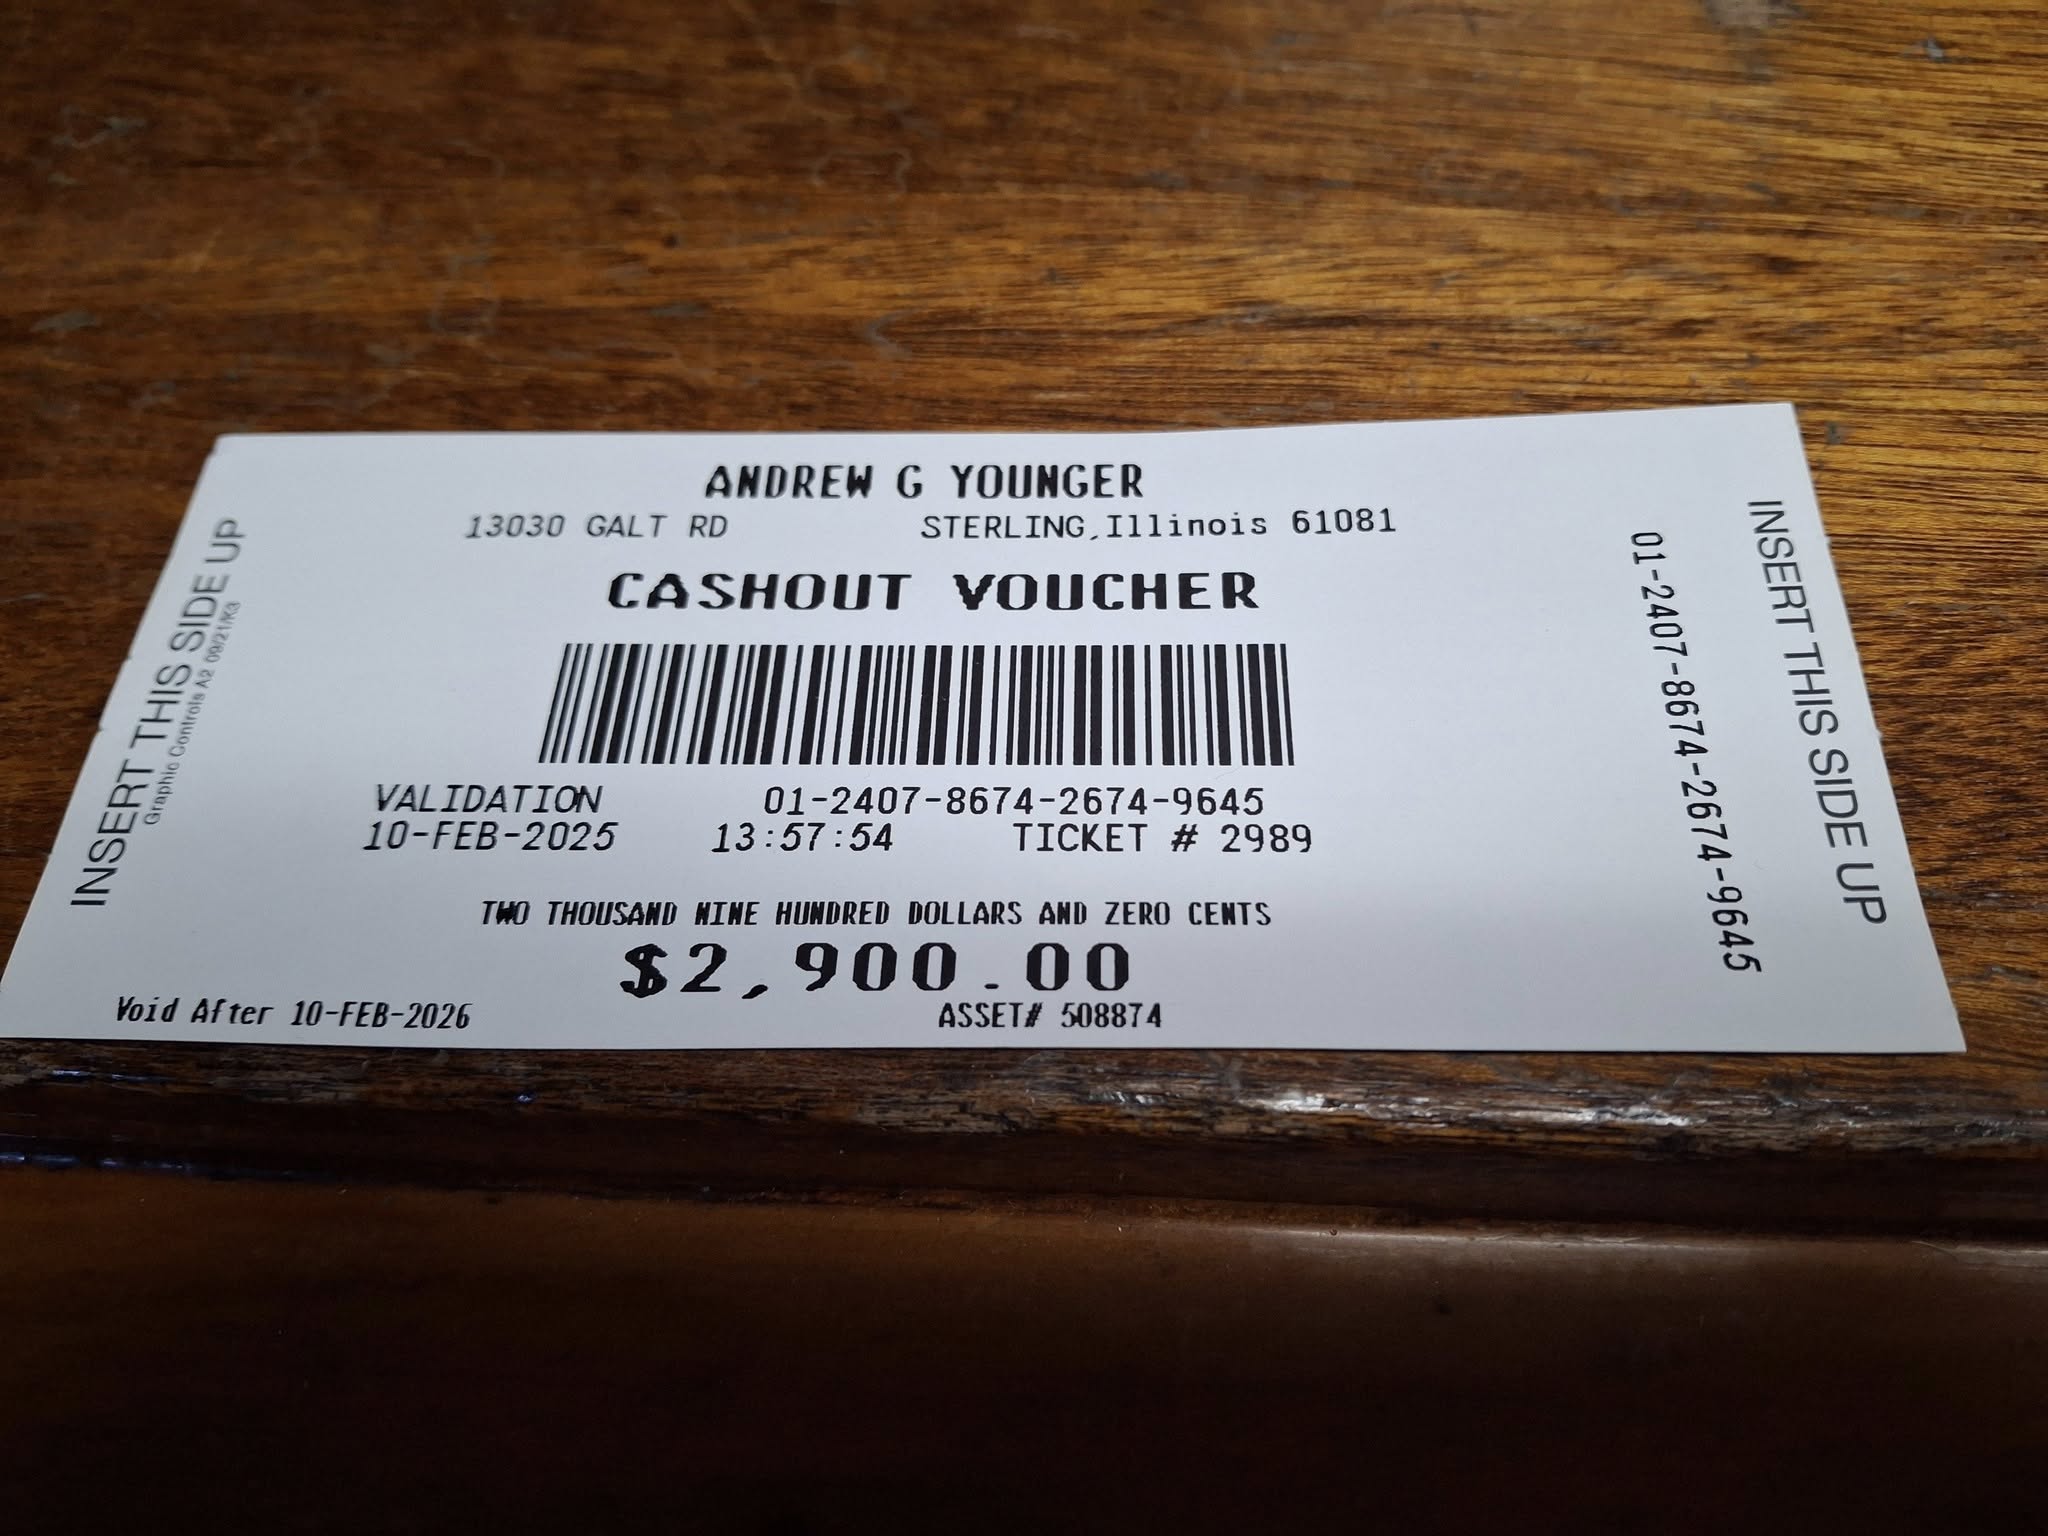 ANDREW G YOUNGER
13030 GALT RD STERLING,Illinois 61081
CASHOUT VOUCHER
VALIDATION 01-2407-8674-2674-9645
10-FEB-2025 13:57:54 TICKET # 2989
TWO THOUSAND NINE HUNDRED DOLLARS AND ZERO CENTS
$2,900.00
Void After 10-FEB-2026 ASSET# 508874
INSERT THIS SIDE UP
Graphic Controls A2 09/21/K3
01-2407-8674-2674-9645
INSERT THIS SIDE UP